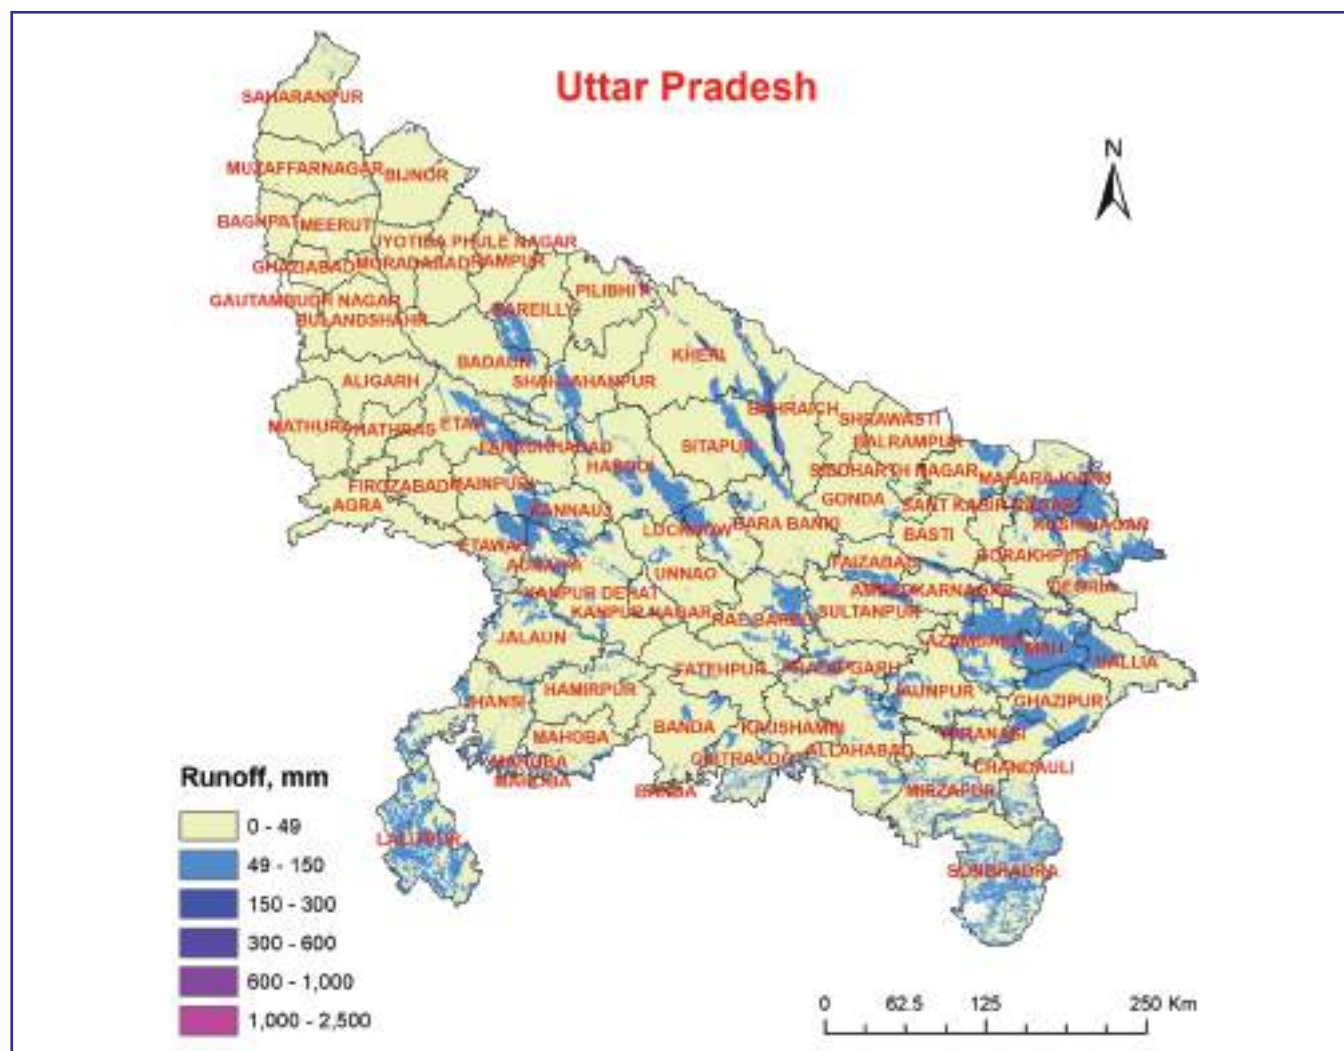 Uttar Pradesh
N
SAHARANPUR
MUZAFFARNAGAR
BIJNOR
BAGHPAT
MEERUT
JYOTIBA PHULE NAGAR
GHAZIABAD
MORADABAD
RAMPUR
PILIBHIT
GAUTAMBUDH NAGAR
BULANDSHAHR
BAREILLY
BADAUN
KHERI
ALIGARH
SHAHJAHANPUR
MATHURA
HATHRAS
ETAH
BAHRAICH
SHRAWASTI
BALRAMPUR
FARRUKHABAD
SITAPUR
HARDOI
SIDDHARTH NAGAR
MAHARAJGANJ
FIROZABAD
MAINPURI
AGRA
GONDA
SANT KABIR NAGAR
KANNAUJ
LUCKNOW
BARA BANKI
KUSHINAGAR
BASTI
ETAWAH
GORAKHPUR
AURAIYA
UNNAO
FAIZABAD
KANPUR DEHAT
AMBEDKARNAGAR
DEORIA
KANPUR NAGAR
RAE BARELI
SULTANPUR
JALAUN
AZAMGARH
MAU
BALLIA
FATEHPUR
PRATAPGARH
JHANSI
HAMIRPUR
JAUNPUR
GHAZIPUR
MAHOBA
BANDA
KAUSHAMBI
VARANASI
ALLAHABAD
MAHOBA
CHITRAKOOT
CHANDAULI
MAHOBA
BANDA
MIRZAPUR
LALITPUR
SONBHADRA
Runoff, mm
0 - 49
49 - 150
150 - 300
300 - 600
600 - 1,000
1,000 - 2,500
0 62.5 125 250 Km